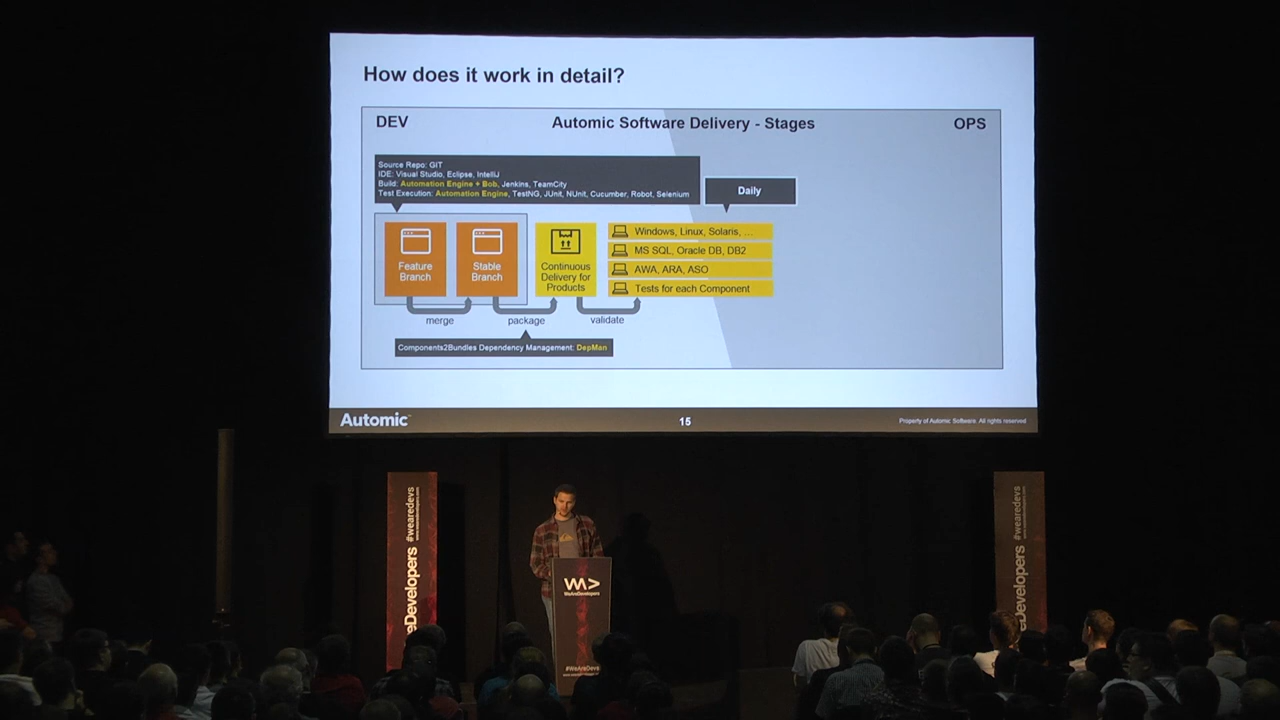 How does it work in detail?
DEV
Automic Software Delivery - Stages
OPS
Source Repo: GIT
IDE: Visual Studio, Eclipse, IntelliJ
Build: Automation Engine + Bob, Jenkins, TeamCity
Test Execution: Automation Engine, TestNG, JUnit, NUnit, Cucumber, Robot, Selenium
Daily
Feature
Branch
Stable
Branch
Continuous
Delivery for
Products
Windows, Linux, Solaris, ...
MS SQL, Oracle DB, DB2
AWA, ARA, ASO
Tests for each Component
merge
package
validate
Components2Bundles Dependency Management: DepMan
Automic
15
Property of Automic Software. All rights reserved
eDevelopers
#wearedevs
WeAreDevelopers
#WeAreDevs
eDevelopers
#wearedevs